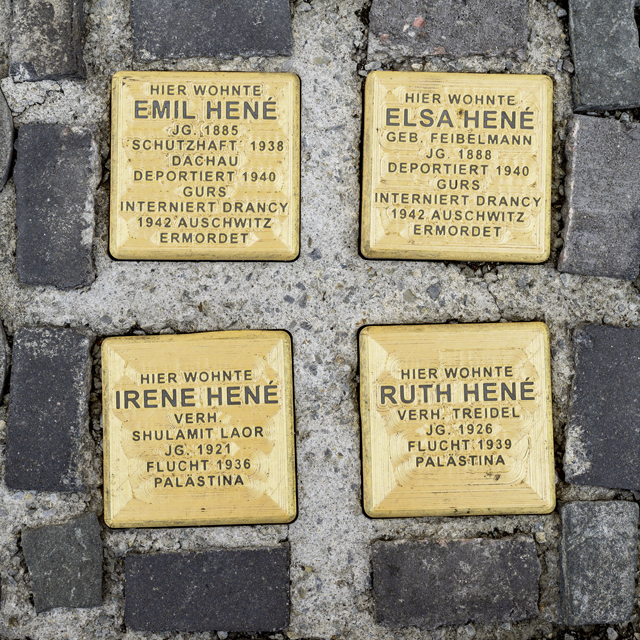 HIER WOHNTE
EMIL HENÉ
JG. 1885
SCHUTZHAFT 1938
DACHAU
DEPORTIERT 1940
GURS
INTERNIERT DRANCY
1942 AUSCHWITZ
ERMORDET
HIER WOHNTE
ELSA HENÉ
GEB. FEIBELMANN
JG. 1888
DEPORTIERT 1940
GURS
INTERNIERT DRANCY
1942 AUSCHWITZ
ERMORDET
HIER WOHNTE
IRENE HENÉ
VERH.
SHULAMIT LAOR
JG. 1921
FLUCHT 1936
PALÄSTINA
HIER WOHNTE
RUTH HENÉ
VERH. TREIDEL
JG. 1926
FLUCHT 1939
PALÄSTINA